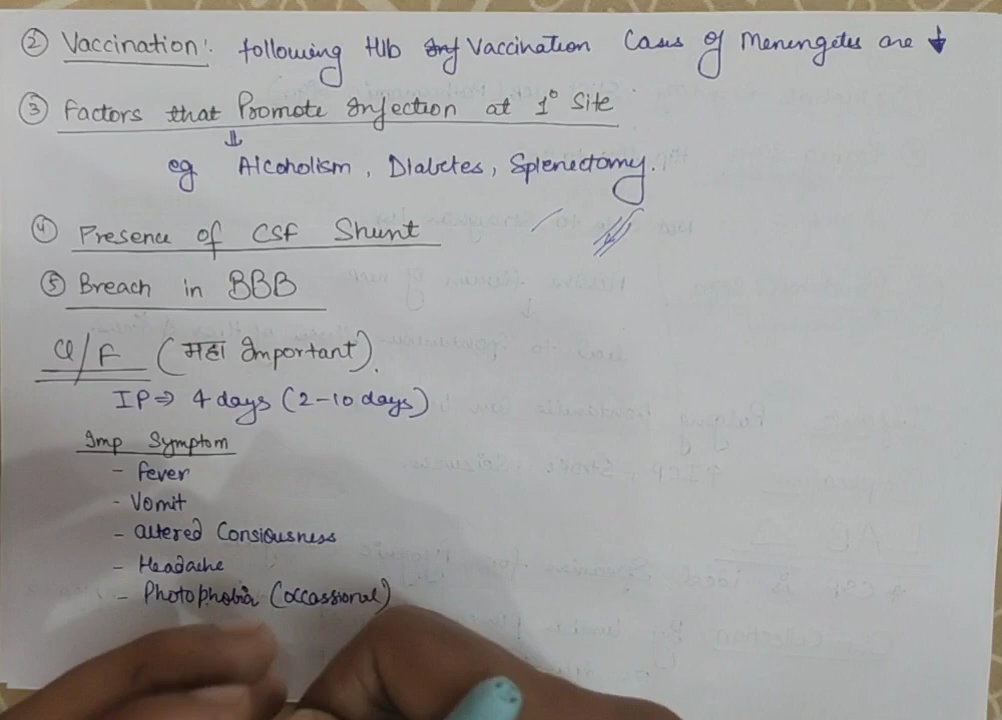 ② Vaccination: following Hib Vaccination Cases of Menengites are ↓
③ Factors that Promote Infection at 1° Site
⇓
eg Alcoholism, Diabetes, Splenectomy.
④ Presence of CSF Shunt
⑤ Breach in BBB
Cl/F (महा Important).
IP ⇒ 4 days (2-10 days)
Imp Symptom
- Fever
- Vomit
- altered Consiousness
- Headache
- Photophobia (occassional)